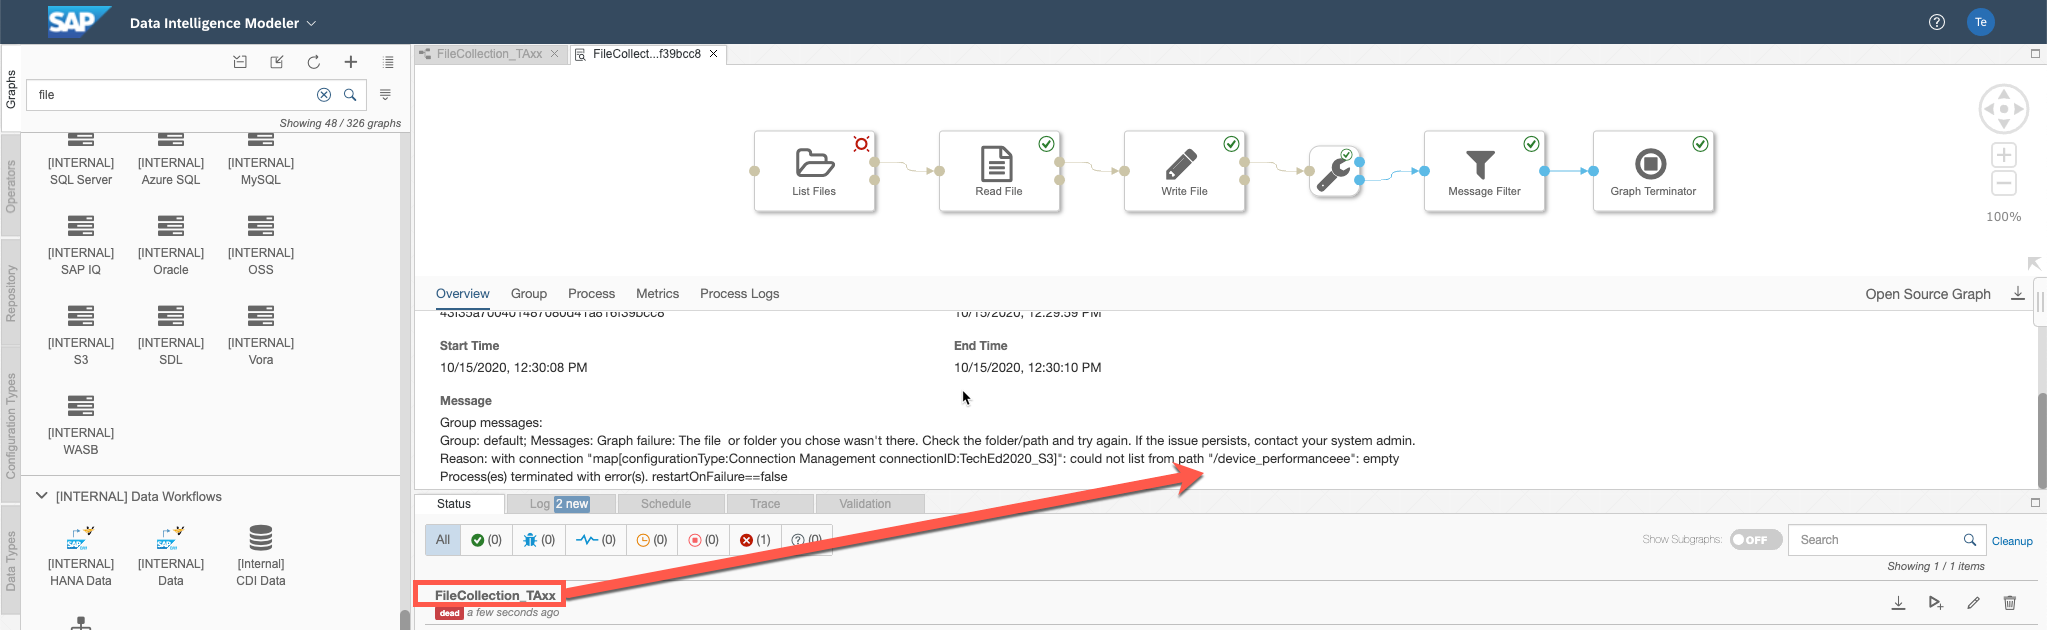 SAP
Data Intelligence Modeler
Te
Graphs
Operators
Repository
Configuration Types
Data Types
file
Showing 48 / 326 graphs
[INTERNAL]
SQL Server
[INTERNAL]
Azure SQL
[INTERNAL]
MySQL
[INTERNAL]
SAP IQ
[INTERNAL]
Oracle
[INTERNAL]
OSS
[INTERNAL]
S3
[INTERNAL]
SDL
[INTERNAL]
Vora
[INTERNAL]
WASB
[INTERNAL] Data Workflows
[INTERNAL]
HANA Data
[INTERNAL]
Data
[Internal]
CDI Data
FileCollection_TAxx
FileCollect...f39bcc8
List Files
Read File
Write File
Message Filter
Graph Terminator
100%
Overview Group Process Metrics Process Logs
Open Source Graph
10/15/2020, 12:29:59 PM
Start Time
10/15/2020, 12:30:08 PM
End Time
10/15/2020, 12:30:10 PM
Message
Group messages:
Group: default; Messages: Graph failure: The file or folder you chose wasn't there. Check the folder/path and try again. If the issue persists, contact your system admin.
Reason: with connection "map[configurationType:Connection Management connectionID:TechEd2020_S3]": could not list from path "/device_performanceee": empty
Process(es) terminated with error(s). restartOnFailure==false
Status Log 2 new Schedule Trace Validation
All (0) (0) (0) (0) (0) (1) (0)
Show Subgraphs: OFF
Search
Cleanup
Showing 1 / 1 items
FileCollection_TAxx
dead a few seconds ago